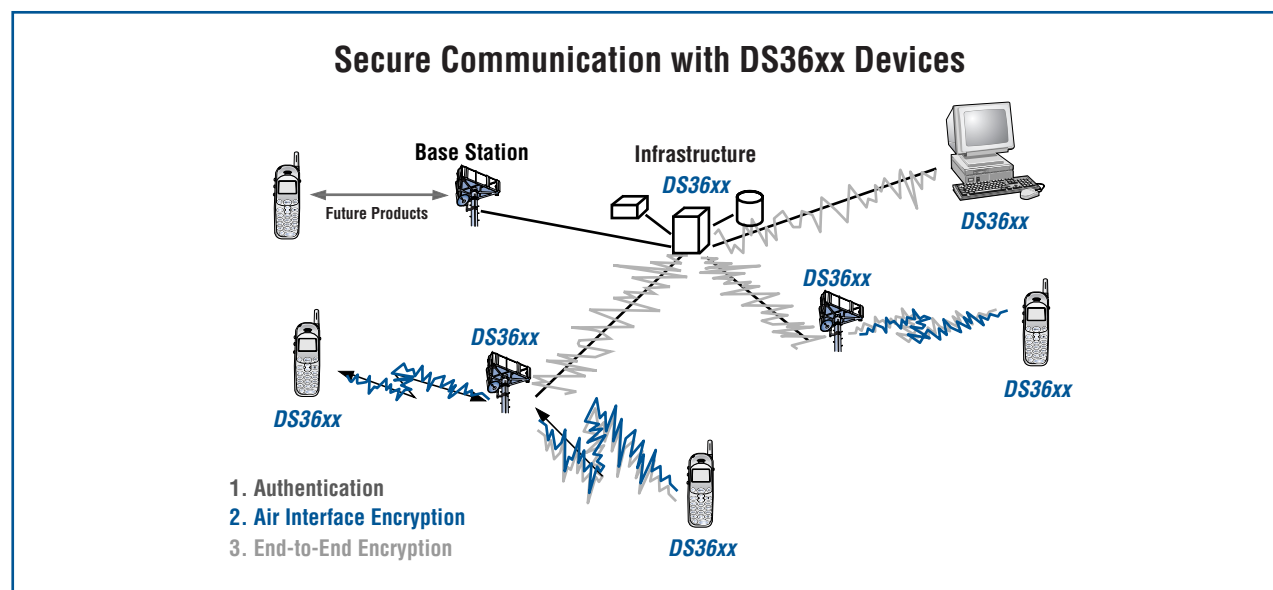 Secure Communication with DS36xx Devices
Base Station
Infrastructure
DS36xx
Future Products
DS36xx
DS36xx
DS36xx
DS36xx
DS36xx
DS36xx
1. Authentication
2. Air Interface Encryption
3. End-to-End Encryption